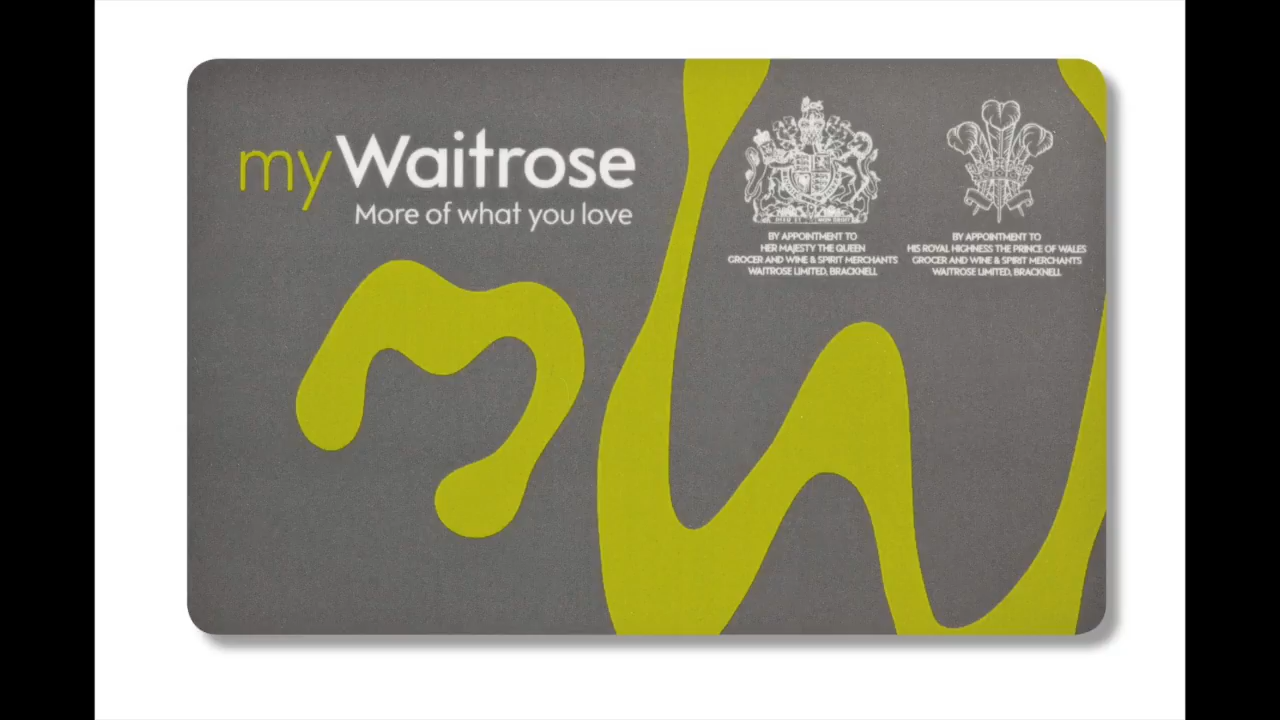 myWaitrose
More of what you love
BY APPOINTMENT TO
HER MAJESTY THE QUEEN
GROCER AND WINE & SPIRIT MERCHANTS
WAITROSE LIMITED, BRACKNELL
BY APPOINTMENT TO
HIS ROYAL HIGHNESS THE PRINCE OF WALES
GROCER AND WINE & SPIRIT MERCHANTS
WAITROSE LIMITED, BRACKNELL